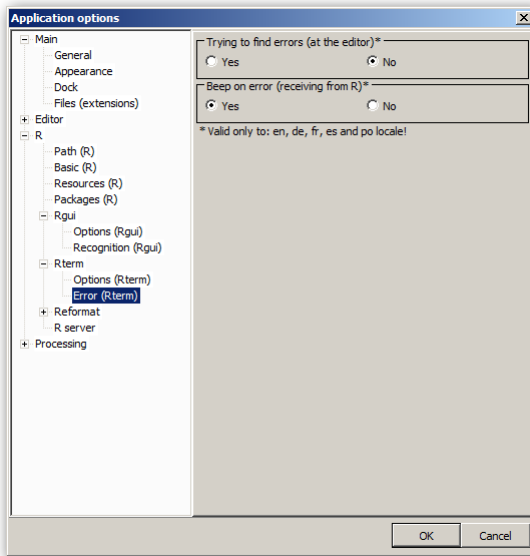 Application options
Main
General
Appearance
Dock
Files (extensions)
Editor
R
Path (R)
Basic (R)
Resources (R)
Packages (R)
Rgui
Options (Rgui)
Recognition (Rgui)
Rterm
Options (Rterm)
Error (Rterm)
Reformat
R server
Processing
Trying to find errors (at the editor)*
Yes No
Beep on error (receiving from R)*
Yes No
* Valid only to: en, de, fr, es and po locale!
OK Cancel